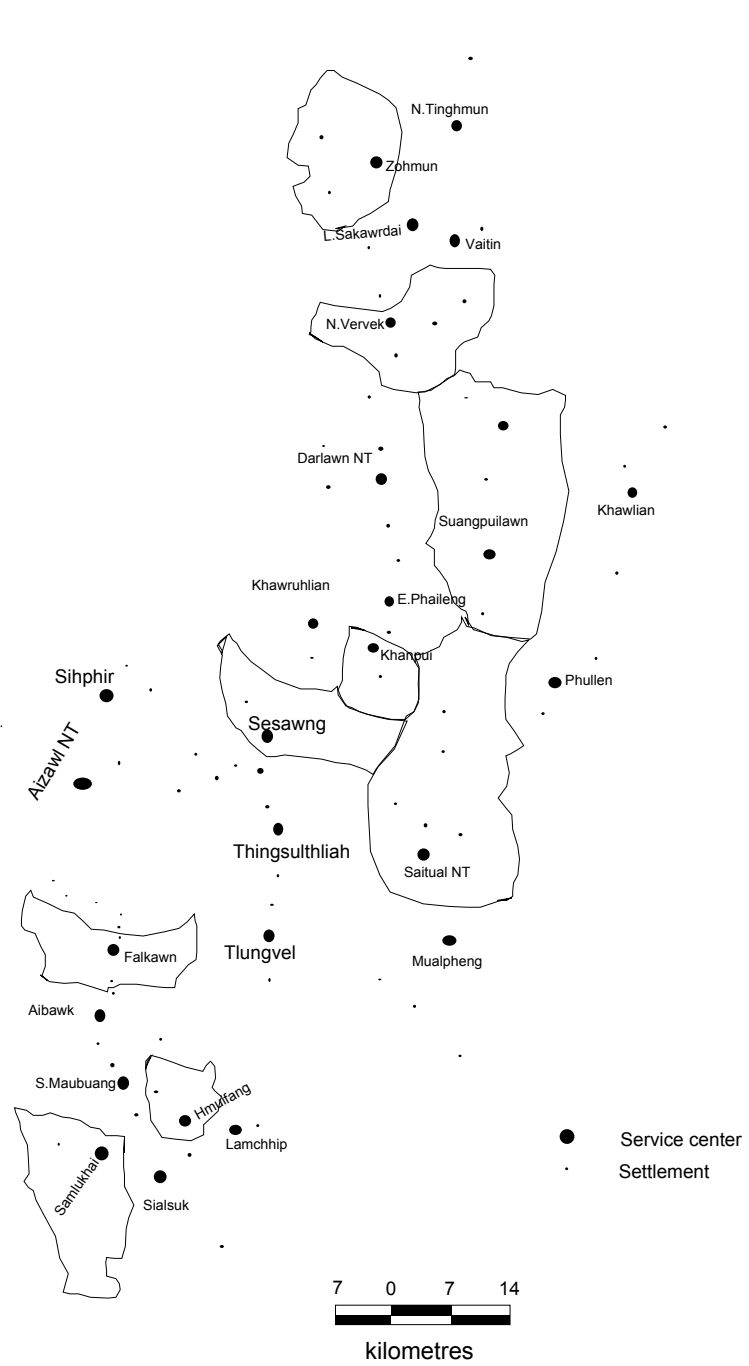 N.Tinghmun
Zohmun
L.Sakawrdai
Vaitin
N.Vervek
Darlawn NT
Khawlian
Suangpuilawn
Khawruhlian
E.Phaileng
Khanpui
Sihphir
Phullen
Sesawng
Aizawl NT
Thingsulthliah
Saitual NT
Tlungvel
Falkawn
Mualpheng
Aibawk
S.Maubuang
Hmuifang
Lamchhip
Service center
Samlukhai
Settlement
Sialsuk
7 0 7 14
kilometres